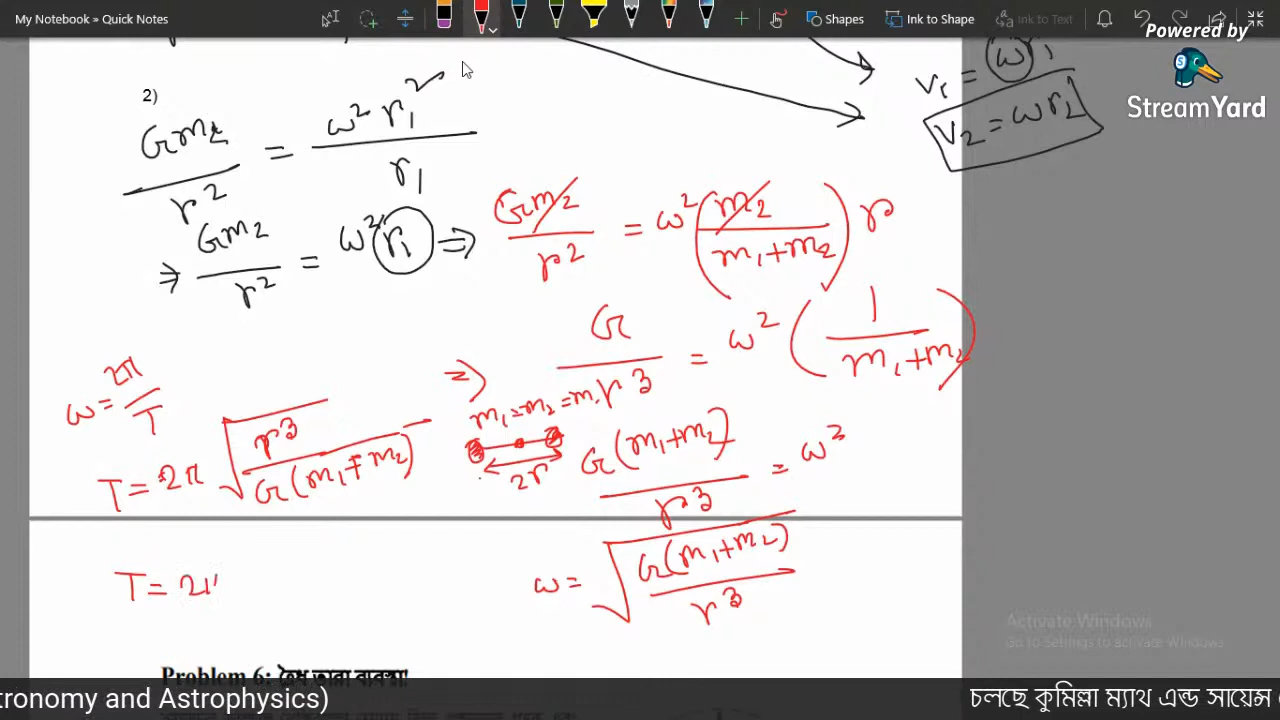 My Notebook » Quick Notes
Shapes
Ink to Shape
Ink to Text
Powered by
StreamYard
v₁ = ωr₁
v₂ = ωr₂
2)
Gm₂/r² = ω²r₁²/r₁
⇒ Gm₂/r² = ω²r₁ ⇒ Gm₂/r² = ω²(m₂/(m₁+m₂)) r
⇒ G/r³ = ω²(1/(m₁+m₂))
ω = 2π/T
m₁=m₂=m
2r
T = 2π√(r³/G(m₁+m₂))
G(m₁+m₂)/r³ = ω²
ω = √(G(m₁+m₂)/r³)
T = 2π
Activate Windows
Go to Settings to activate Windows
Problem 6: দ্বৈত তারা ব্যবস্থা!
tronomy and Astrophysics)
চলছে কুমিল্লা ম্যাথ এন্ড সায়েন্স